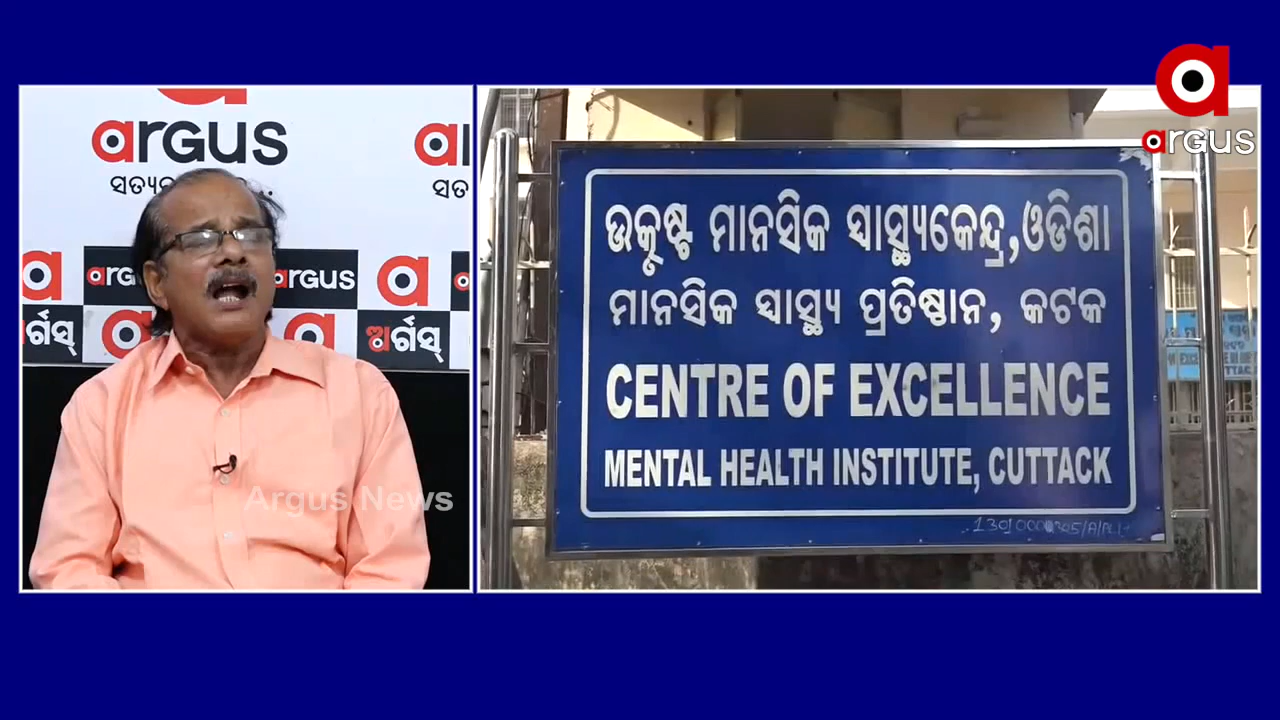 argus
argus
ଉତ୍କୃଷ୍ଟ ମାନସିକ ସ୍ୱାସ୍ଥ୍ୟକେନ୍ଦ୍ର,ଓଡିଶା
ମାନସିକ ସ୍ୱାସ୍ଥ୍ୟ ପ୍ରତିଷ୍ଠାନ, କଟକ
CENTRE OF EXCELLENCE
MENTAL HEALTH INSTITUTE, CUTTACK
argus
ଅର୍ଗସ୍
Argus News